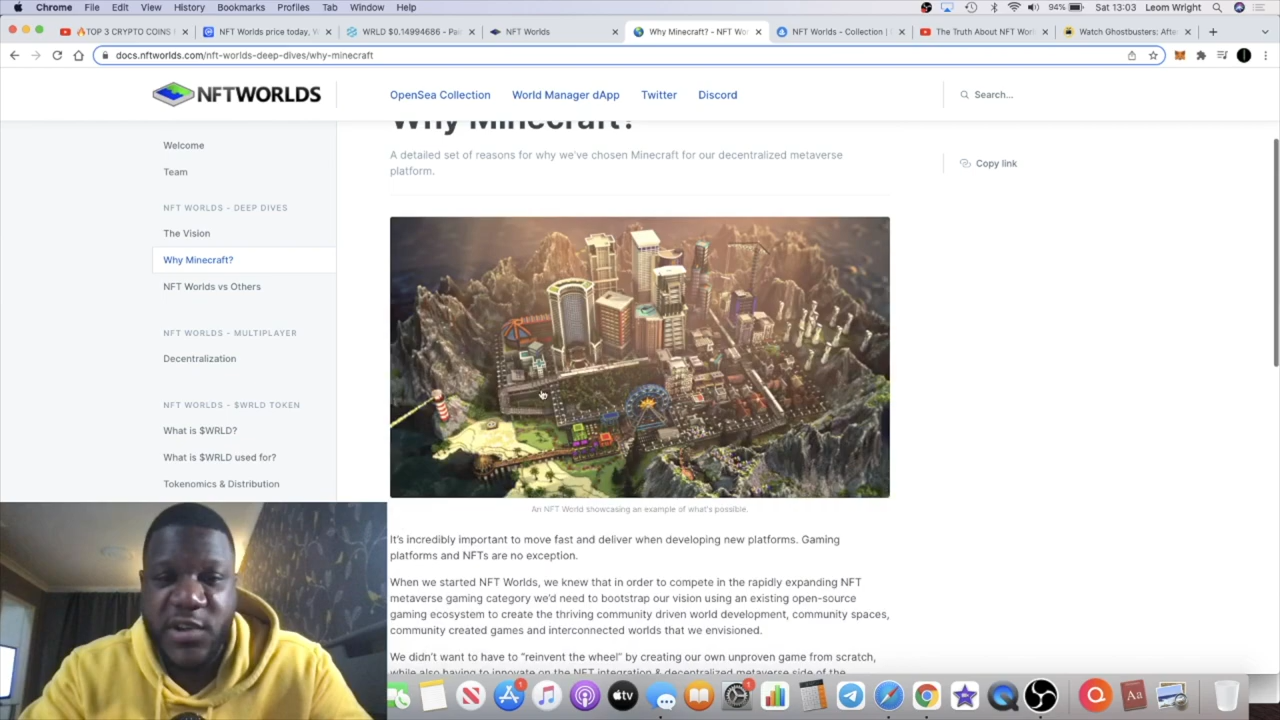 Chrome File Edit View History Bookmarks Profiles Tab Window Help
94% Sat 13:03 Leom Wright
🔥TOP 3 CRYPTO COINS
NFT Worlds price today,
WRLD $0.14994686 - Pa
NFT Worlds
Why Minecraft? - NFT Wo
NFT Worlds - Collection |
The Truth About NFT Wor
Watch Ghostbusters: Afte
docs.nftworlds.com/nft-worlds-deep-dives/why-minecraft
NFTWORLDS
OpenSea Collection World Manager dApp Twitter Discord
Search...
Welcome
Team
NFT WORLDS - DEEP DIVES
The Vision
Why Minecraft?
NFT Worlds vs Others
NFT WORLDS - MULTIPLAYER
Decentralization
NFT WORLDS - $WRLD TOKEN
What is $WRLD?
What is $WRLD used for?
Tokenomics & Distribution
Why Minecraft?
A detailed set of reasons for why we've chosen Minecraft for our decentralized metaverse
platform.
Copy link
An NFT World showcasing an example of what's possible.
It's incredibly important to move fast and deliver when developing new platforms. Gaming
platforms and NFTs are no exception.
When we started NFT Worlds, we knew that in order to compete in the rapidly expanding NFT
metaverse gaming category we'd need to bootstrap our vision using an existing open-source
gaming ecosystem to create the thriving community driven world development, community spaces,
community created games and interconnected worlds that we envisioned.
We didn't want to have to "reinvent the wheel" by creating our own unproven game from scratch,
while also having to innovate on the NFT integration & decentralized metaverse side of the
tv
Aa